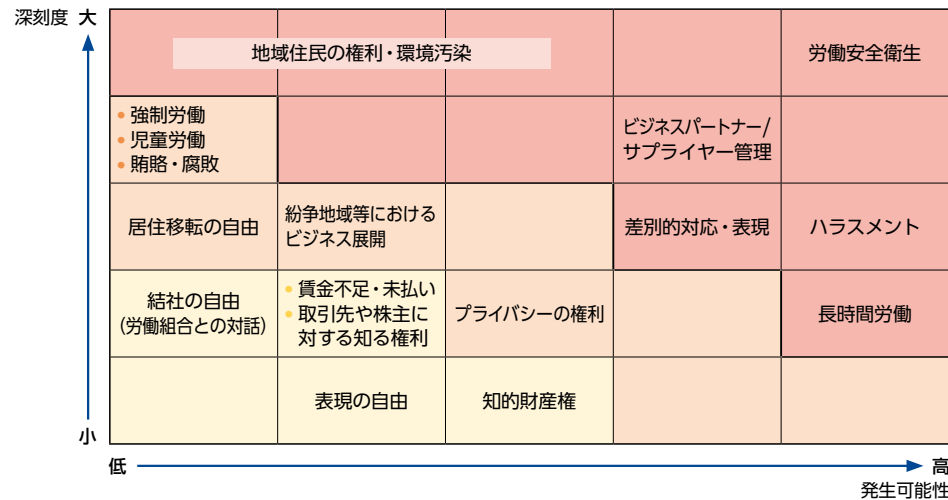 深刻度 大
地域住民の権利・環境汚染
労働安全衛生
• 強制労働
• 児童労働
• 賄賂・腐敗
ビジネスパートナー/
サプライヤー管理
居住移転の自由
紛争地域等における
ビジネス展開
差別的対応・表現
ハラスメント
結社の自由
(労働組合との対話)
• 賃金不足・未払い
• 取引先や株主に
対する知る権利
プライバシーの権利
長時間労働
表現の自由
知的財産権
小
低
高
発生可能性